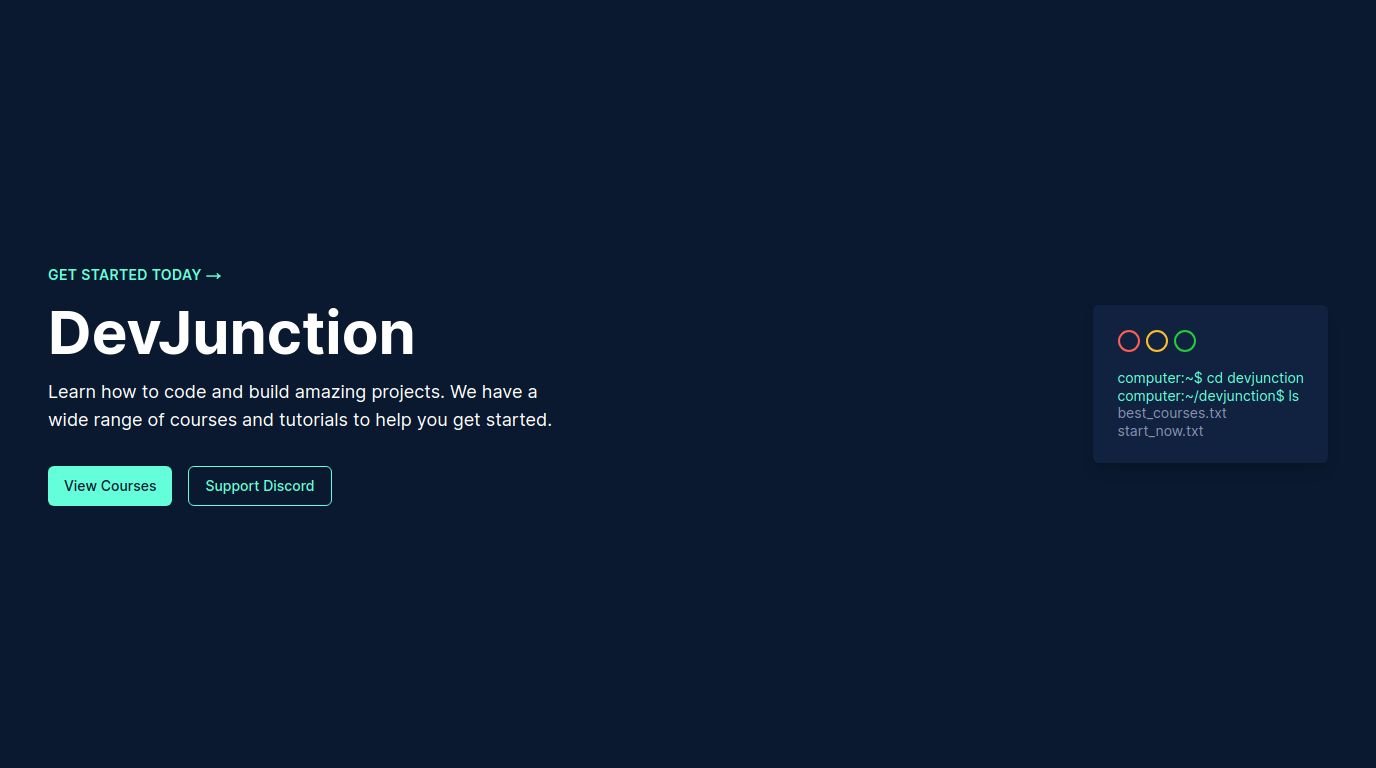 GET STARTED TODAY →
DevJunction
Learn how to code and build amazing projects. We have a
wide range of courses and tutorials to help you get started.
View Courses
Support Discord
computer:~$ cd devjunction
computer:~/devjunction$ ls
best_courses.txt
start_now.txt